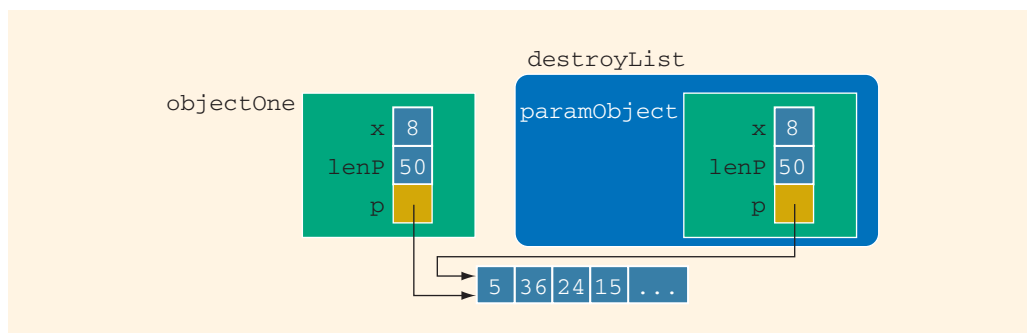 destroyList
objectOne
paramObject
x 8
lenP 50
p
x 8
lenP 50
p
5 36 24 15 ...